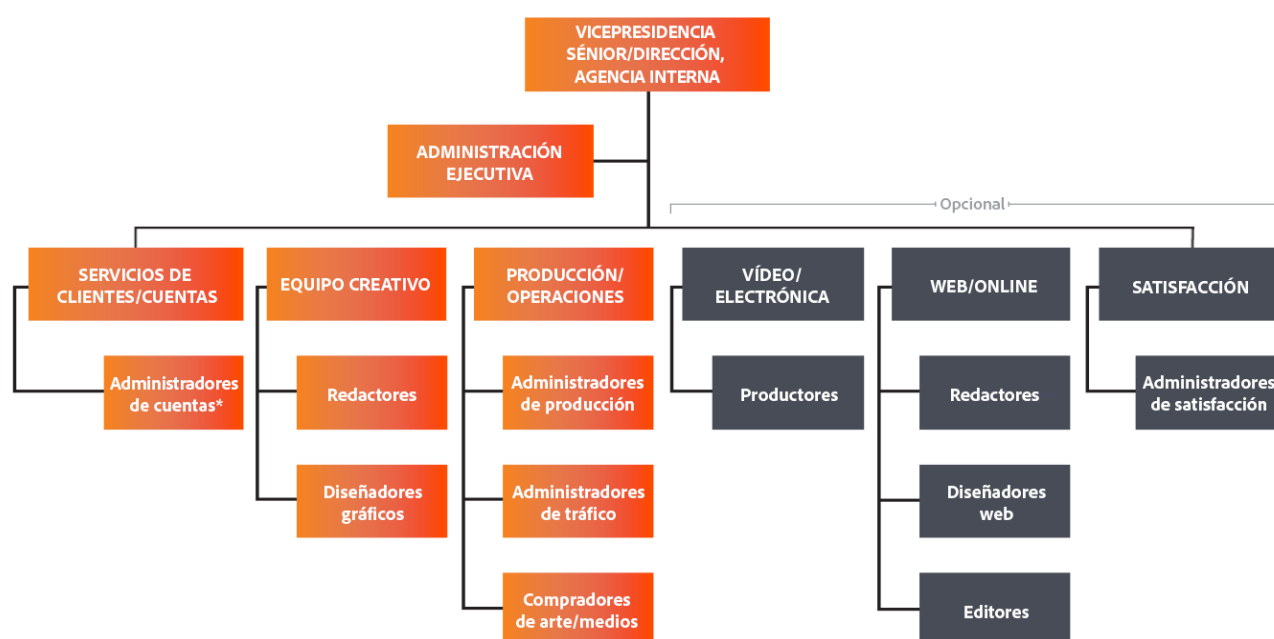 VICEPRESIDENCIA
SÉNIOR/DIRECCIÓN,
AGENCIA INTERNA
ADMINISTRACIÓN
EJECUTIVA
Opcional
SERVICIOS DE
CLIENTES/CUENTAS
EQUIPO CREATIVO
PRODUCCIÓN/
OPERACIONES
VÍDEO/
ELECTRÓNICA
WEB/ONLINE
SATISFACCIÓN
Administradores
de cuentas*
Redactores
Administradores
de producción
Productores
Redactores
Administradores
de satisfacción
Diseñadores
gráficos
Administradores
de tráfico
Diseñadores
web
Compradores
de arte/medios
Editores